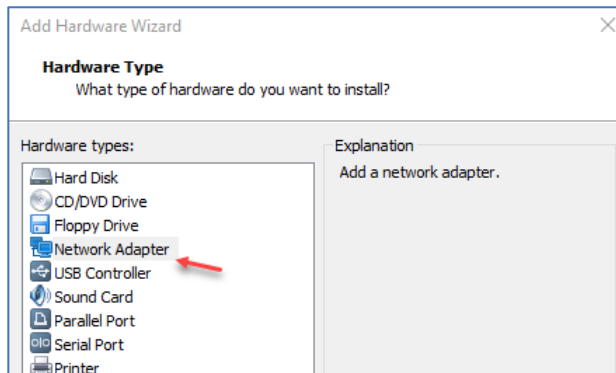 Add Hardware Wizard
Hardware Type
What type of hardware do you want to install?
Hardware types:
Hard Disk
CD/DVD Drive
Floppy Drive
Network Adapter
USB Controller
Sound Card
Parallel Port
Serial Port
Printer
Explanation
Add a network adapter.